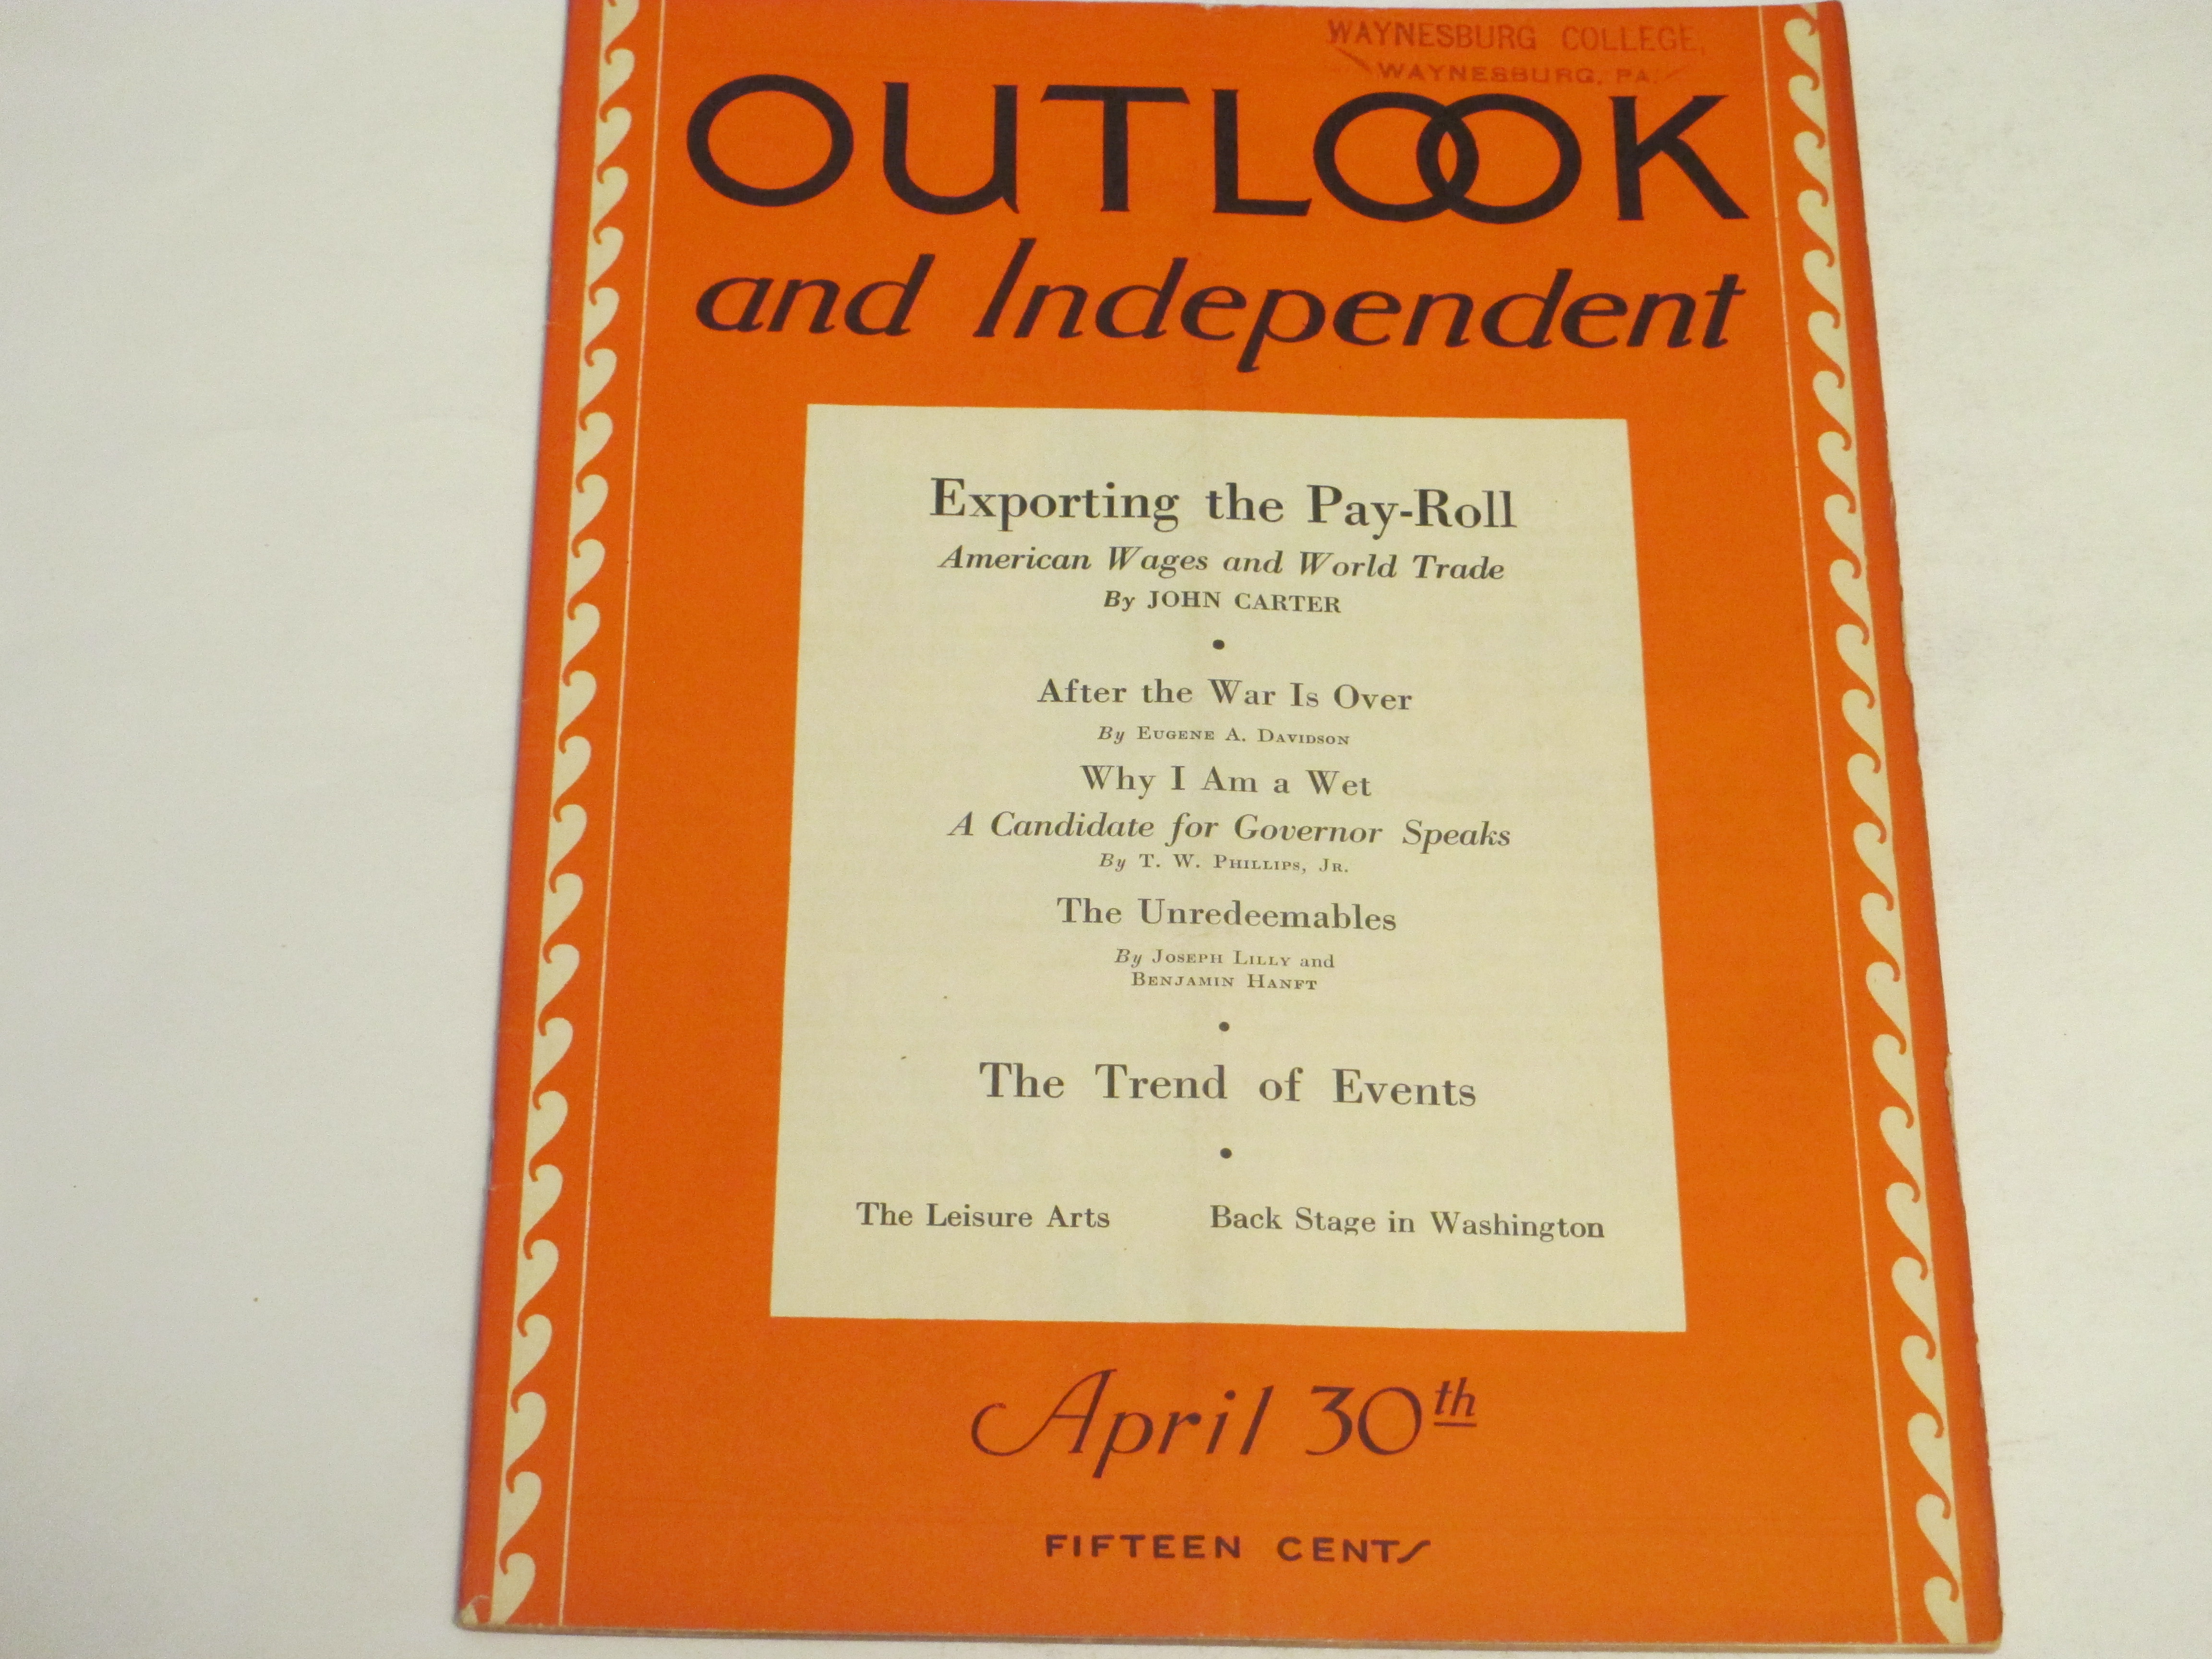 WAYNESBURG COLLEGE,
WAYNESBURG, PA.
OUTLOOK
and Independent
Exporting the Pay-Roll
American Wages and World Trade
By JOHN CARTER
•
After the War Is Over
By EUGENE A. DAVIDSON
Why I Am a Wet
A Candidate for Governor Speaks
By T. W. PHILLIPS, JR.
The Unredeemables
By JOSEPH LILLY and
BENJAMIN HANFT
•
The Trend of Events
•
The Leisure Arts Back Stage in Washington
April 30th
FIFTEEN CENTS